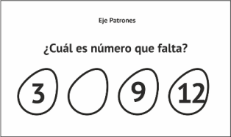 Eje Patrones
¿Cuál es número que falta?
3 9 12